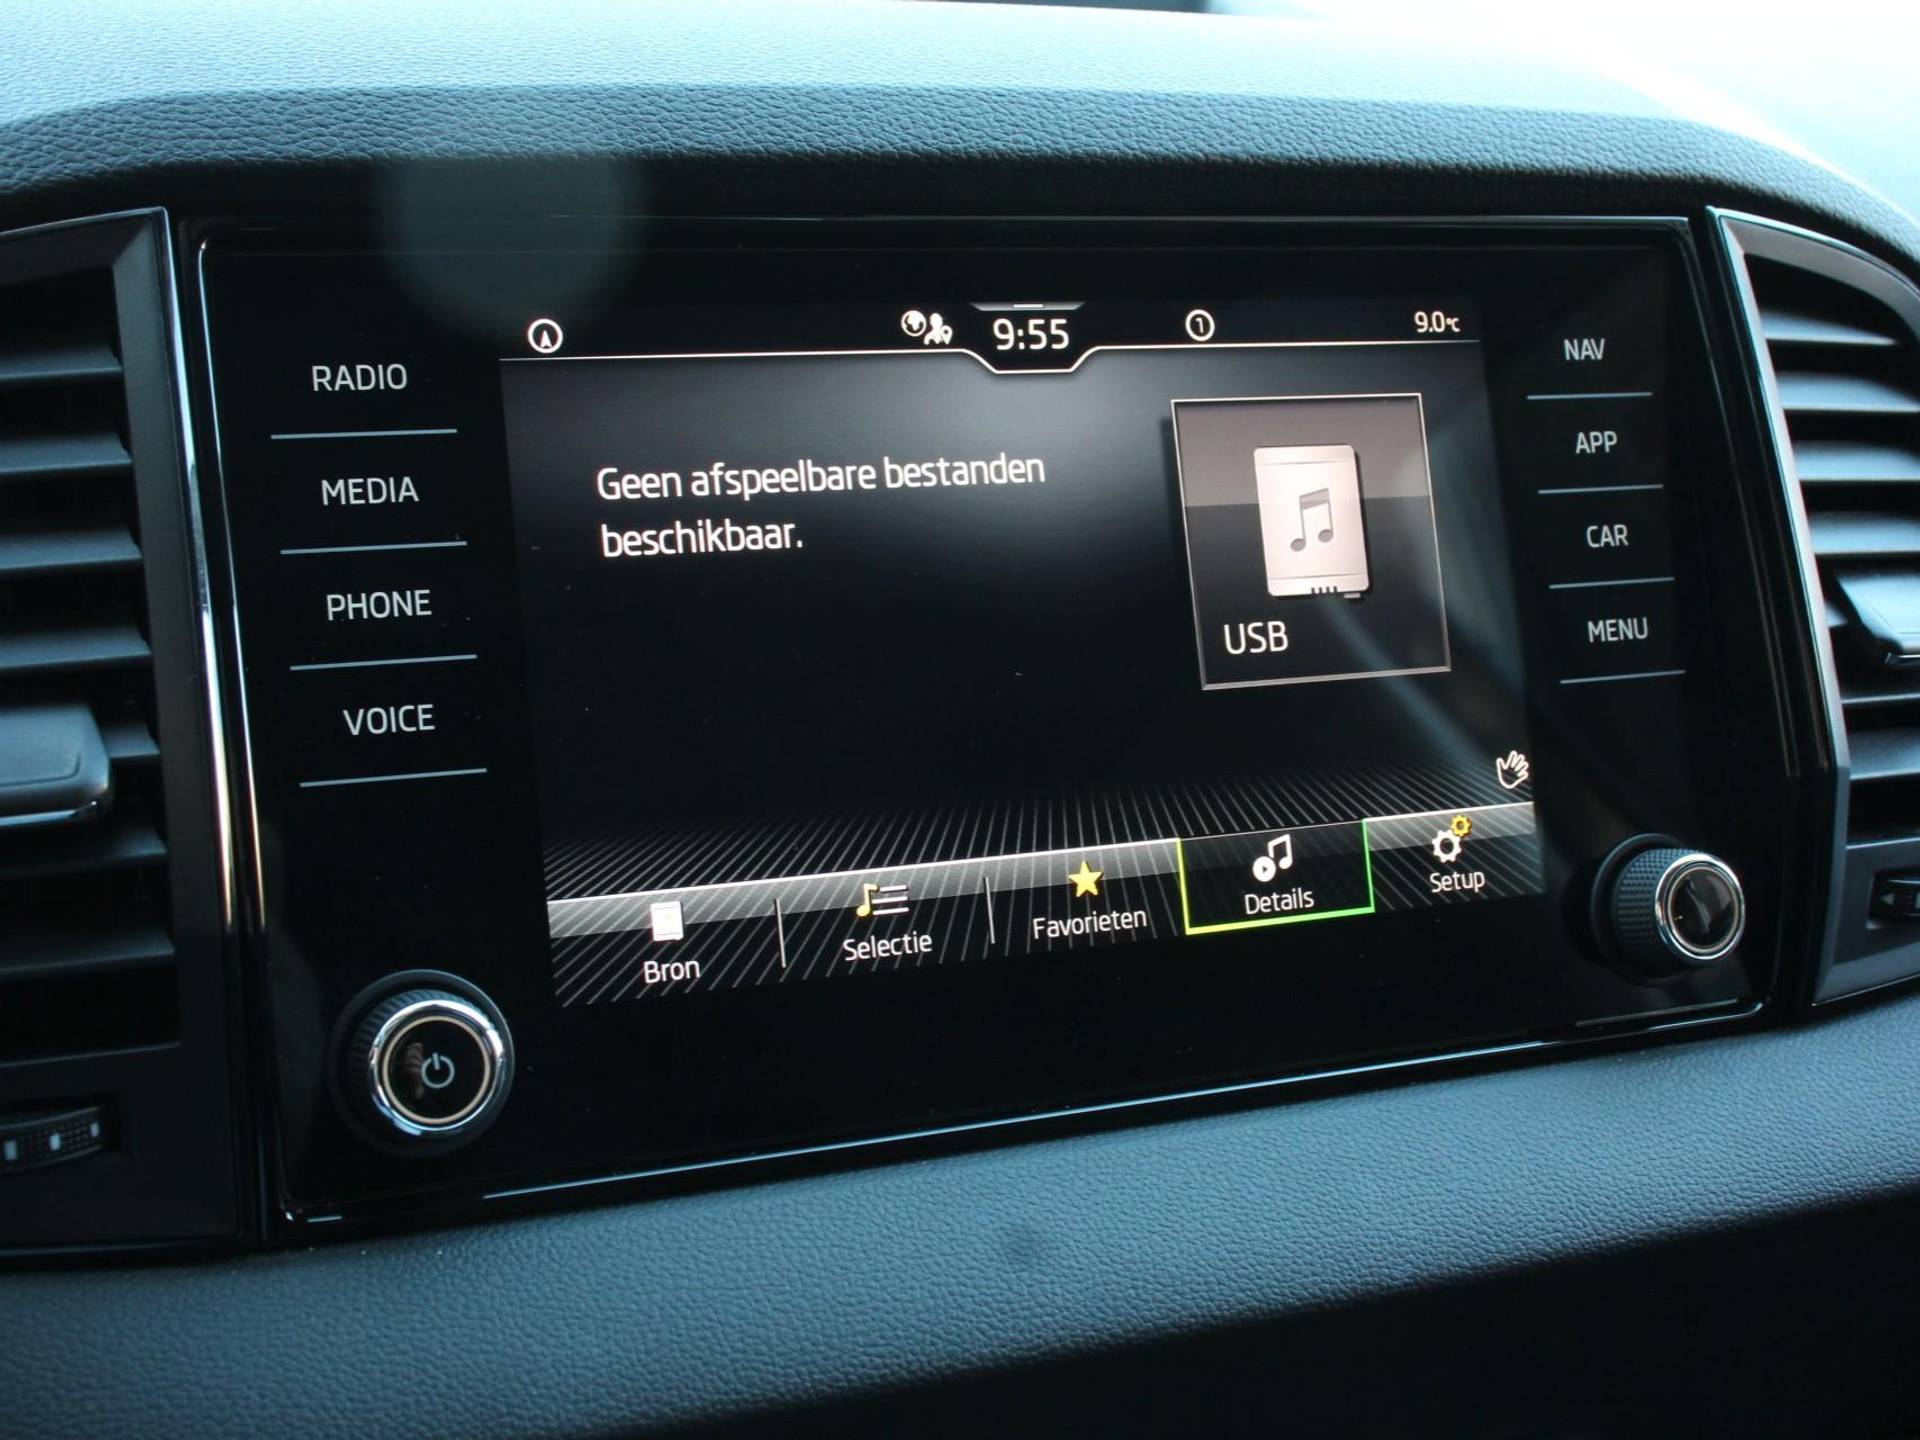 9:55
1
9.0°C
RADIO
MEDIA
PHONE
VOICE
Geen afspeelbare bestanden
beschikbaar.
USB
NAV
APP
CAR
MENU
Bron
Selectie
Favorieten
Details
Setup